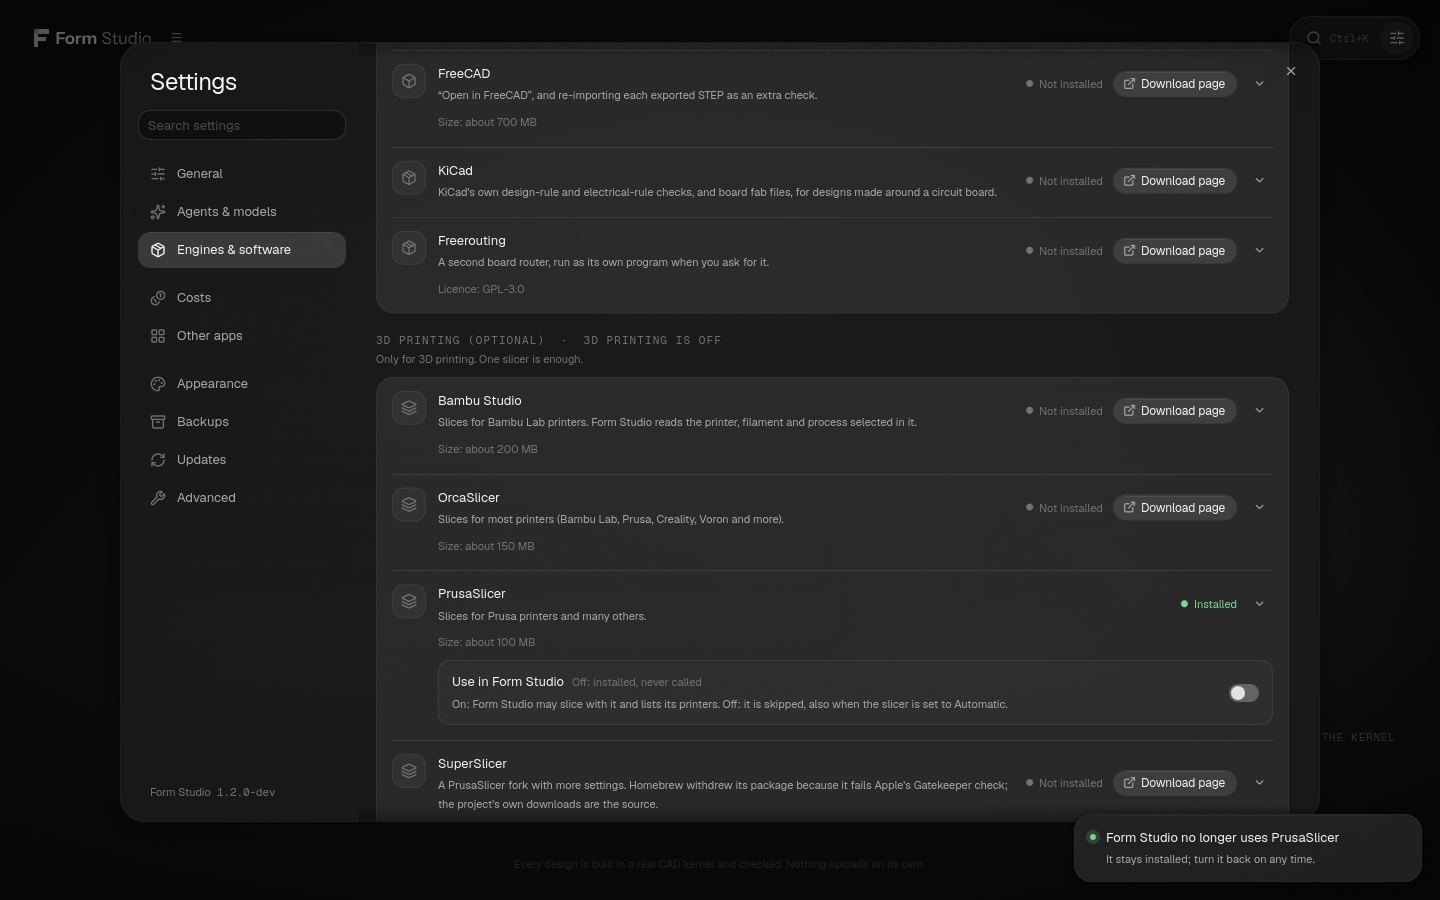 Form Studio
Ctrl+K
Settings
Search settings
General
Agents & models
Engines & software
Costs
Other apps
Appearance
Backups
Updates
Advanced
Form Studio 1.2.0-dev
FreeCAD
Not installed
Download page
“Open in FreeCAD”, and re-importing each exported STEP as an extra check.
Size: about 700 MB
KiCad
Not installed
Download page
KiCad's own design-rule and electrical-rule checks, and board fab files, for designs made around a circuit board.
Freerouting
Not installed
Download page
A second board router, run as its own program when you ask for it.
Licence: GPL-3.0
3D PRINTING (OPTIONAL) · 3D PRINTING IS OFF
Only for 3D printing. One slicer is enough.
Bambu Studio
Not installed
Download page
Slices for Bambu Lab printers. Form Studio reads the printer, filament and process selected in it.
Size: about 200 MB
OrcaSlicer
Not installed
Download page
Slices for most printers (Bambu Lab, Prusa, Creality, Voron and more).
Size: about 150 MB
PrusaSlicer
Installed
Slices for Prusa printers and many others.
Size: about 100 MB
Use in Form Studio Off: installed, never called
On: Form Studio may slice with it and lists its printers. Off: it is skipped, also when the slicer is set to Automatic.
SuperSlicer
Not installed
Download page
A PrusaSlicer fork with more settings. Homebrew withdrew its package because it fails Apple's Gatekeeper check;
the project's own downloads are the source.
THE KERNEL
Form Studio no longer uses PrusaSlicer
It stays installed; turn it back on any time.
Every design is built in a real CAD kernel and checked. Nothing uploads on its own.